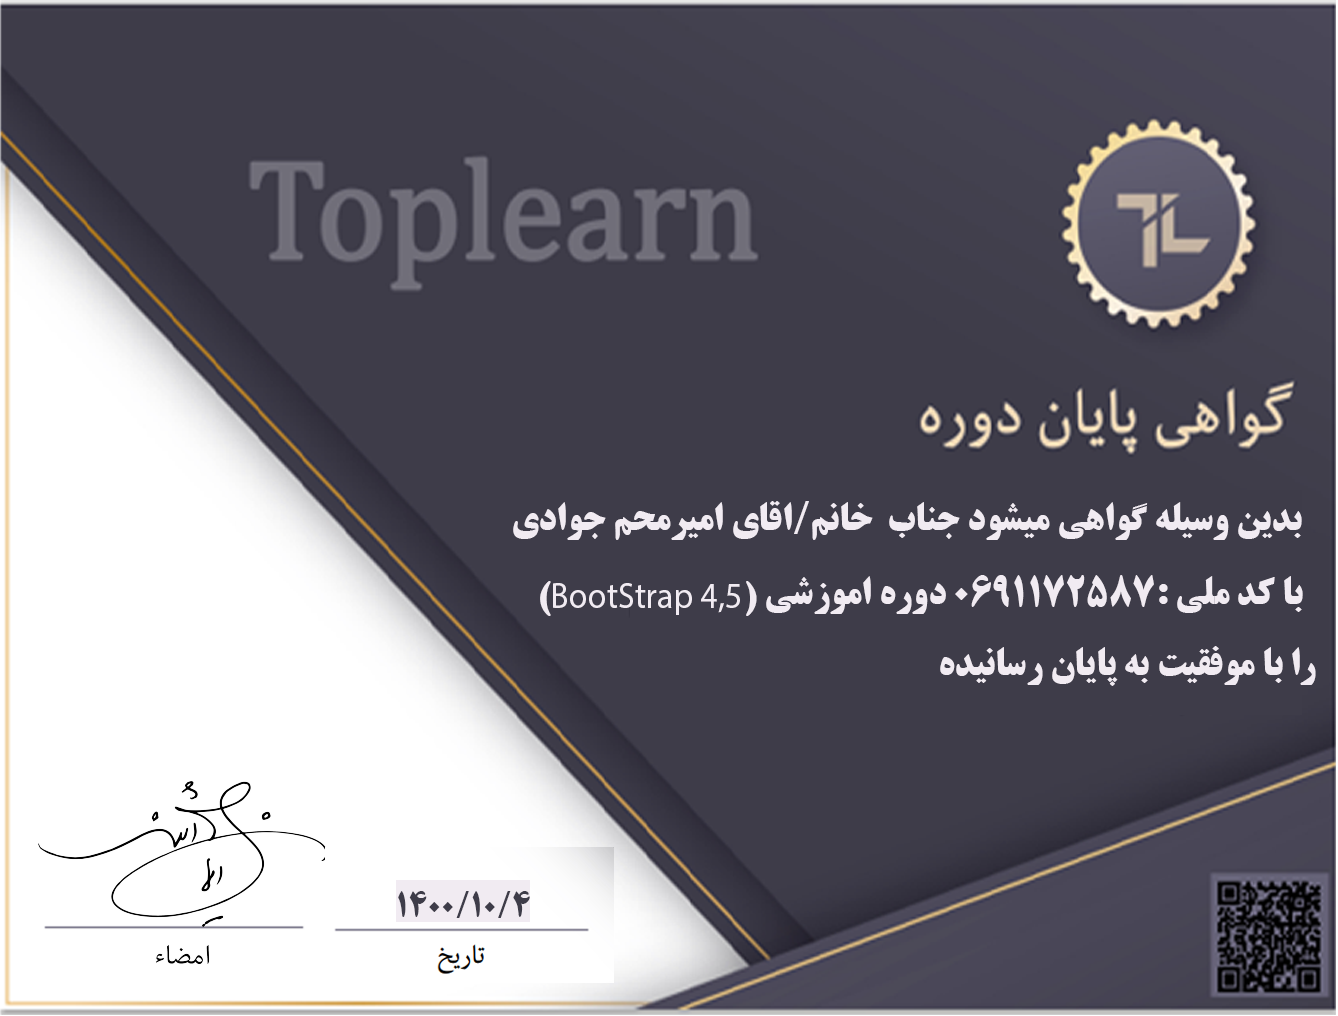 Toplearn
TL
گواهی پایان دوره
بدین وسیله گواهی میشود جناب خانم/اقای امیرمحم جوادی
با کد ملی :۰۶۹۱۱۷۲۵۸۷ دوره اموزشی (BootStrap 4,5)
را با موفقیت به پایان رسانیده
۱۴۰۰/۱۰/۴
تاریخ
امضاء